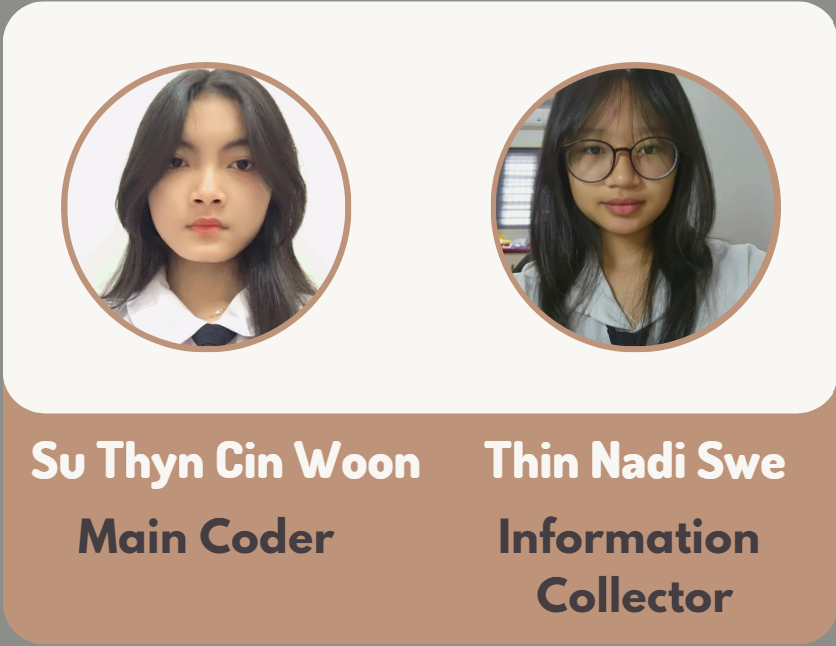 Su Thyn Cin Woon
Thin Nadi Swe
Main Coder
Information
Collector